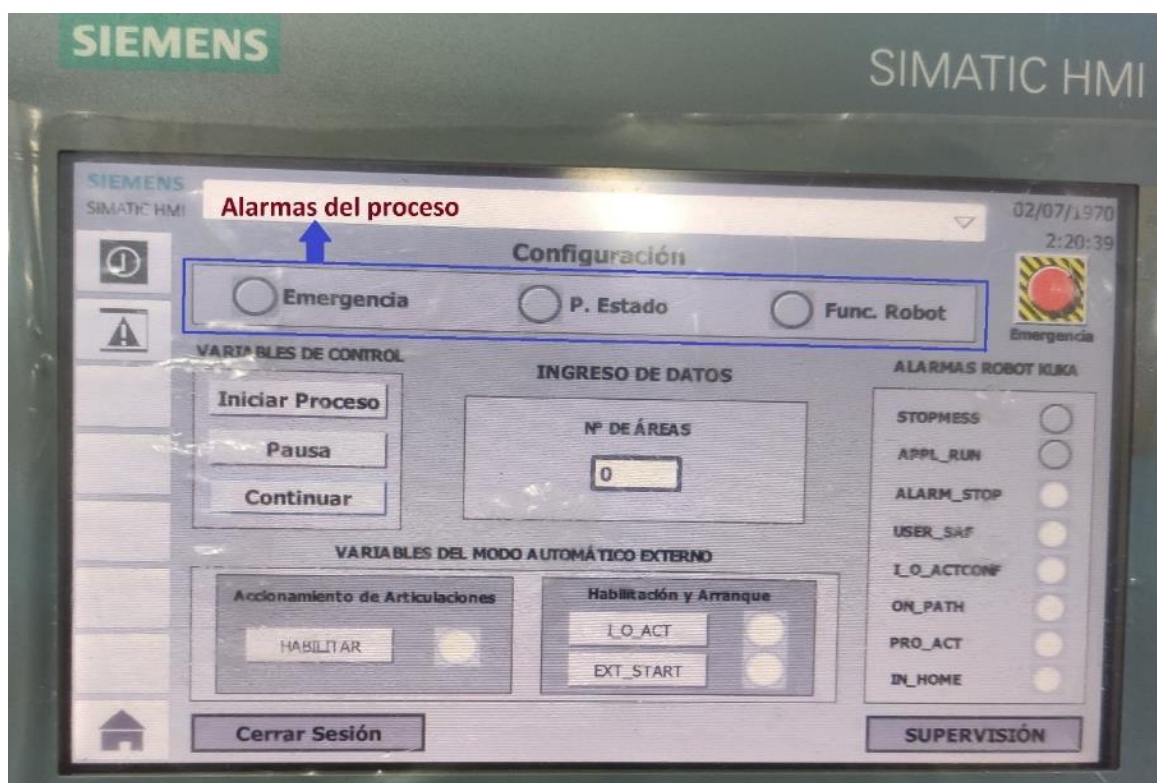 SIEMENS
SIMATIC HMI
SIEMENS
SIMATIC HMI
Alarmas del proceso
02/07/1970
2:20:39
Configuración
Emergencia
P. Estado
Func. Robot
Emergencia
VARIABLES DE CONTROL
Iniciar Proceso
Pausa
Continuar
INGRESO DE DATOS
Nº DE ÁREAS
0
ALARMAS ROBOT KUKA
STOPMESS
APPL_RUN
ALARM_STOP
USER_SAF
I_O_ACTCONF
ON_PATH
PRO_ACT
IN_HOME
VARIABLES DEL MODO AUTOMÁTICO EXTERNO
Accionamiento de Articulaciones
HABILITAR
Habilitación y Arranque
I_O_ACT
EXT_START
Cerrar Sesión
SUPERVISIÓN